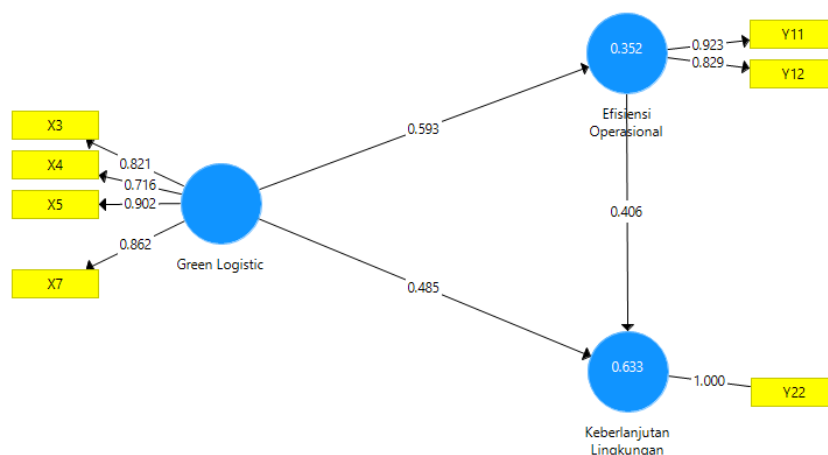 Y11
0.923
0.352
0.829
Y12
Efisiensi
Operasional
X3
0.593
0.821
X4
0.716
X5
0.902
0.406
0.862
Green Logistic
X7
0.485
0.633
1.000
Y22
Keberlanjutan
Lingkungan